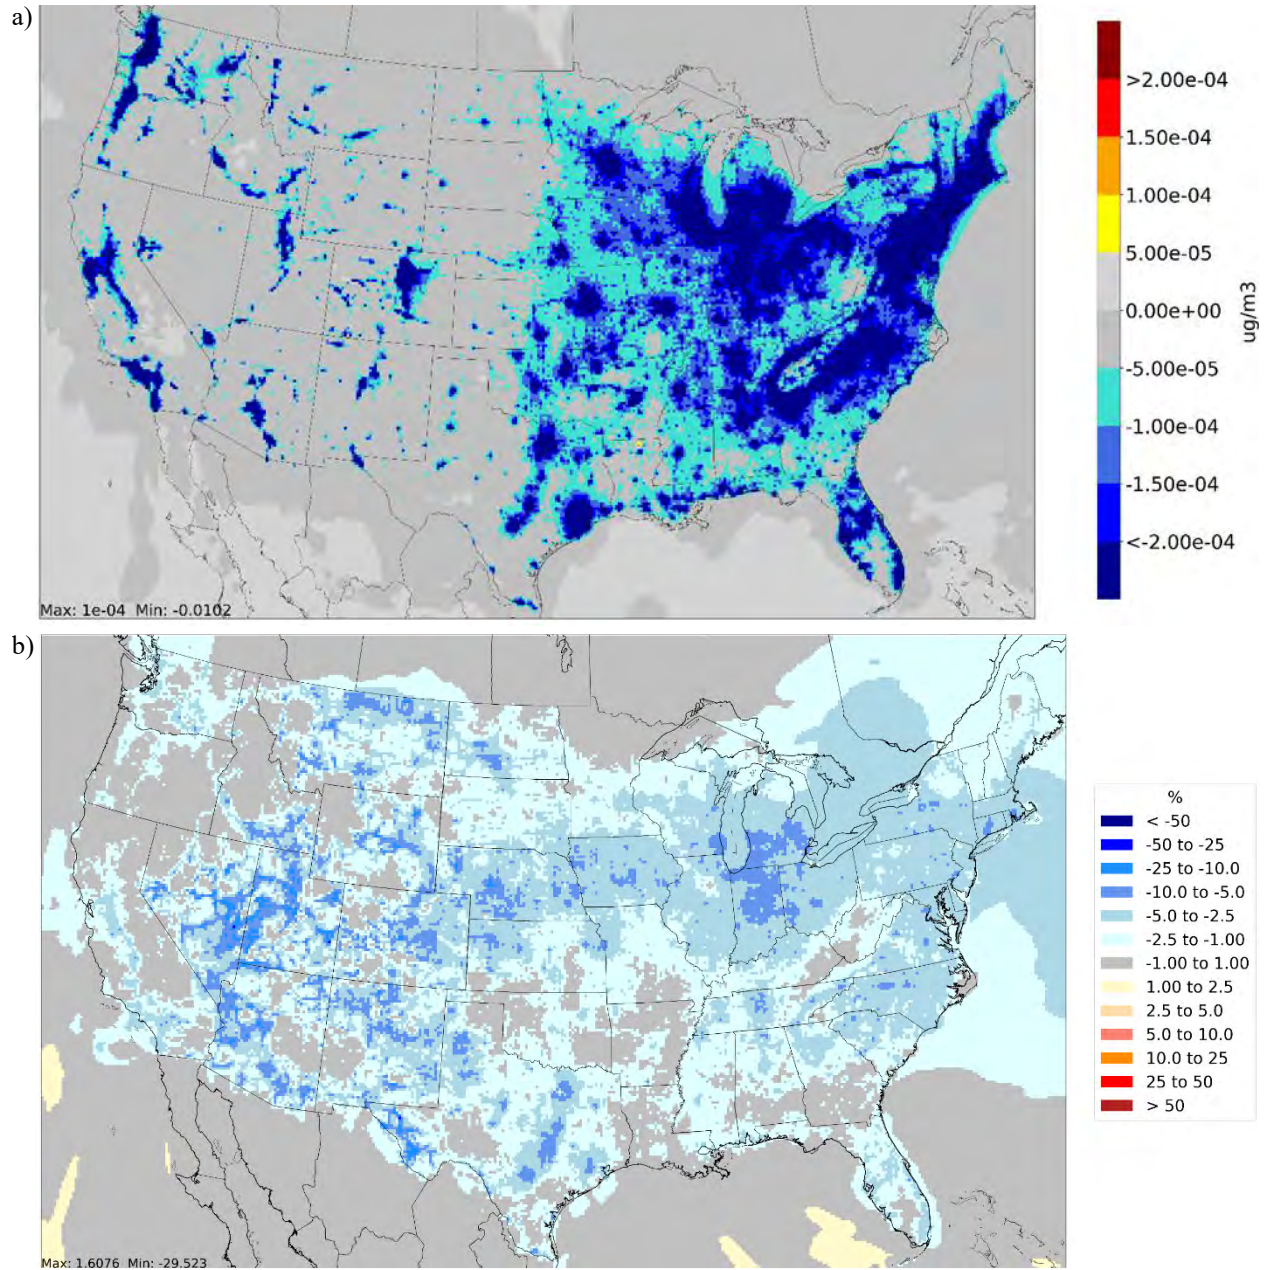 a)
>2.00e-04
1.50e-04
1.00e-04
5.00e-05
0.00e+00
-5.00e-05
-1.00e-04
-1.50e-04
<-2.00e-04
ug/m3
Max: 1e-04 Min: -0.0102
b)
%
< -50
-50 to -25
-25 to -10.0
-10.0 to -5.0
-5.0 to -2.5
-2.5 to -1.00
-1.00 to 1.00
1.00 to 2.5
2.5 to 5.0
5.0 to 10.0
10.0 to 25
25 to 50
> 50
Max: 1.6076 Min: -29.523